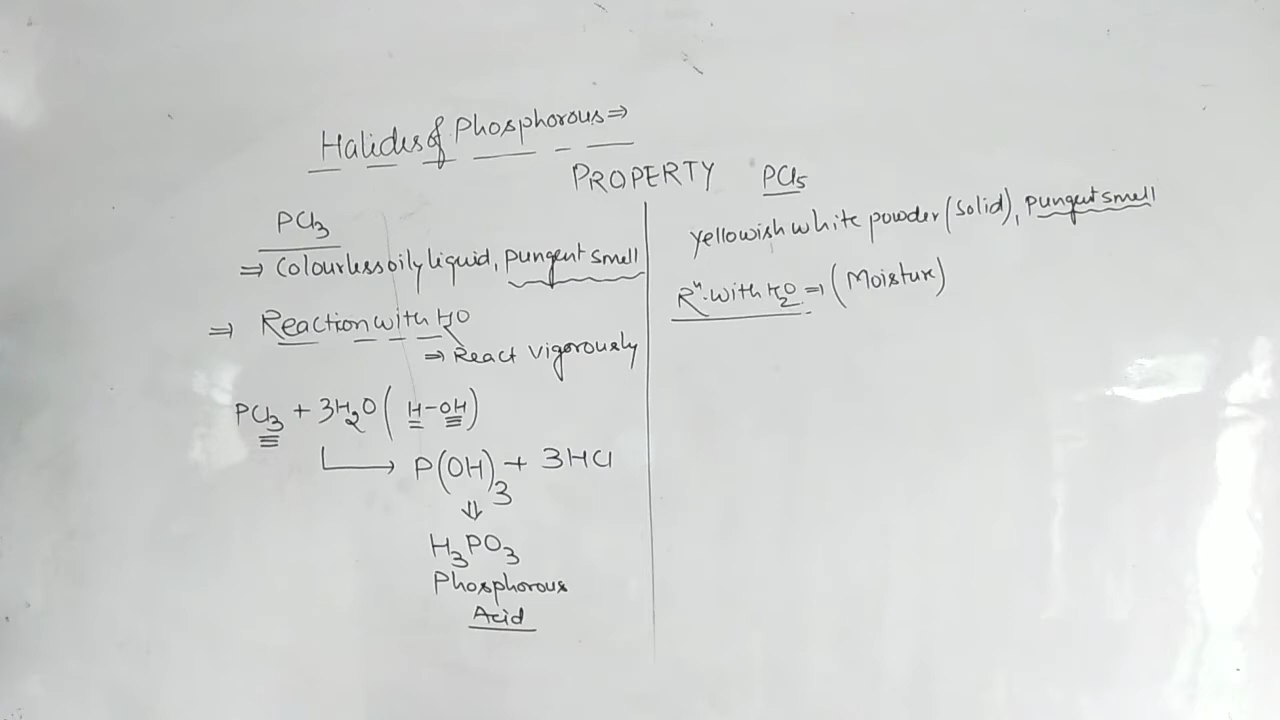 Halides of Phosphorous ⇒
PROPERTY
PCl₃
⇒ Colourless oily liquid, pungent smell
⇒ Reaction with H₂O
⇒ React vigorously
PCl₃ + 3H₂O ( H-OH )
→ P(OH)₃ + 3HCl
⇓
H₃PO₃
Phosphorous
Acid
PCl₅
yellowish white powder (Solid), pungent smell
Rⁿ. with H₂O ⇒ (Moisture)